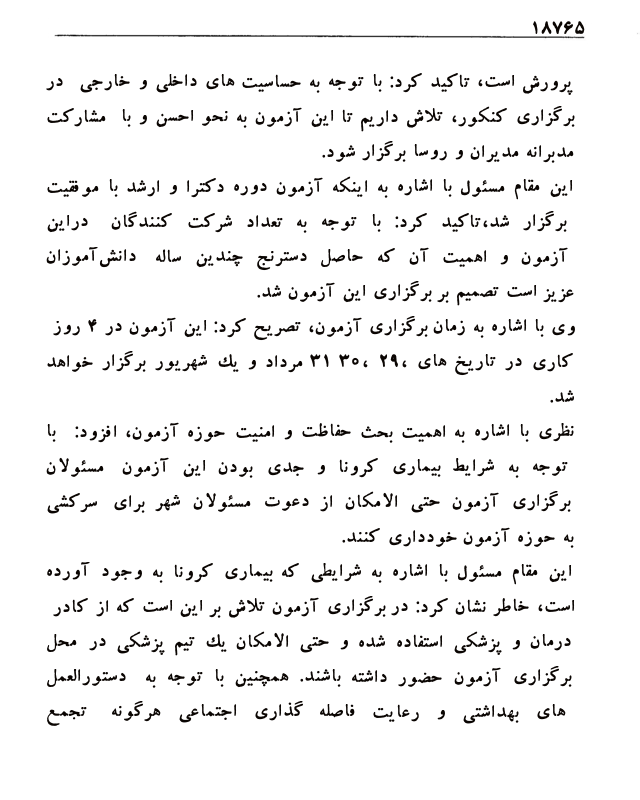 ۱۸۷۶۵
پرورش است، تاکید کرد: با توجه به حساسیت های داخلی و خارجی در
برگزاری کنکور، تلاش داریم تا این آزمون به نحو احسن و با مشارکت
مدبرانه مدیران و روسا برگزار شود.
این مقام مسئول با اشاره به اینکه آزمون دوره دکترا و ارشد با موفقیت
برگزار شد،تاکید کرد: با توجه به تعداد شرکت کنندگان دراین
آزمون و اهمیت آن که حاصل دسترنج چندین ساله دانش‌آموزان
عزیز است تصمیم بر برگزاری این آزمون شد.
وی با اشاره به زمان برگزاری آزمون، تصریح کرد: این آزمون در ۴ روز
کاری در تاریخ های ،۲۹ ،۳۰ ۳۱ مرداد و یك شهریور برگزار خواهد
شد.
نظری با اشاره به اهمیت بحث حفاظت و امنیت حوزه آزمون، افزود: با
توجه به شرایط بیماری کرونا و جدی بودن این آزمون مسئولان
برگزاری آزمون حتی الامکان از دعوت مسئولان شهر برای سرکشی
به حوزه آزمون خودداری کنند.
این مقام مسئول با اشاره به شرایطی که بیماری کرونا به وجود آورده
است، خاطر نشان کرد: در برگزاری آزمون تلاش بر این است که از کادر
درمان و پزشکی استفاده شده و حتی الامکان یك تیم پزشکی در محل
برگزاری آزمون حضور داشته باشند. همچنین با توجه به دستورالعمل
های بهداشتی و رعایت فاصله گذاری اجتماعی هرگونه تجمع